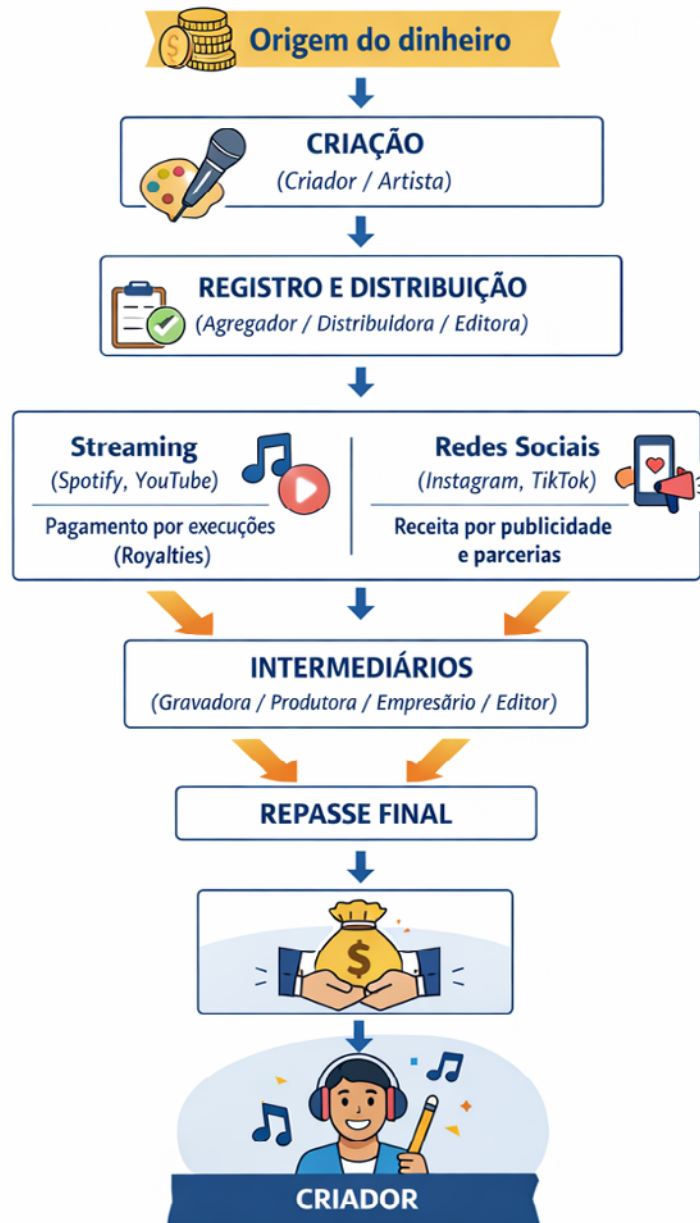 Origem do dinheiro
CRIAÇÃO
(Criador / Artista)
REGISTRO E DISTRIBUIÇÃO
(Agregador / Distribuldora / Editora)
Streaming
(Spotify, YouTube)
Pagamento por execuções
(Royalties)
Redes Sociais
(Instagram, TikTok)
Receita por publicidade
e parcerias
INTERMEDIÁRIOS
(Gravadora / Produtora / Empresãrio / Editor)
REPASSE FINAL
$
CRIADOR